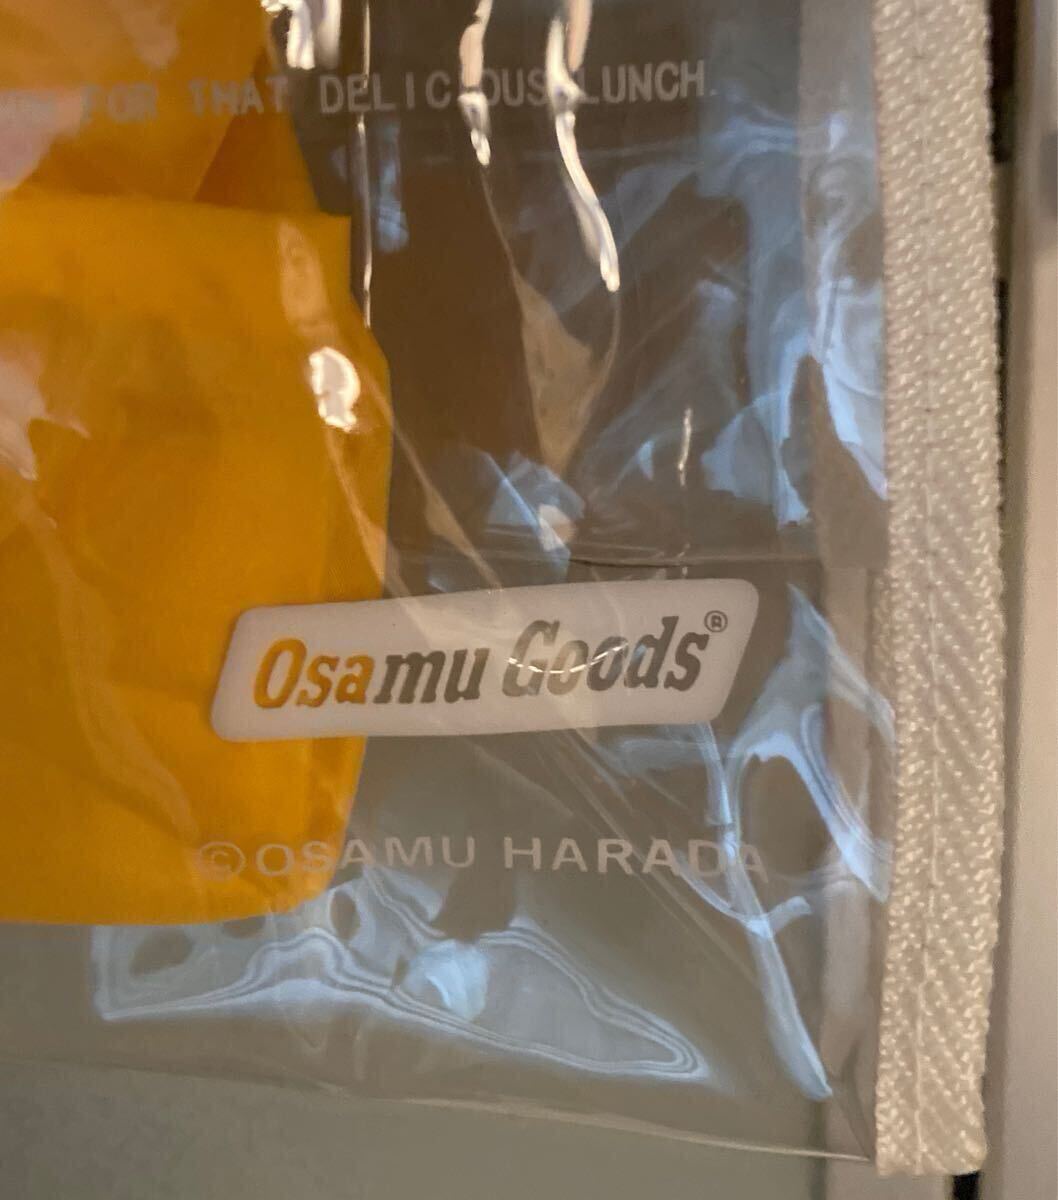 FOR THAT DELICIOUS LUNCH.
Osamu Goods®
©OSAMU HARADA